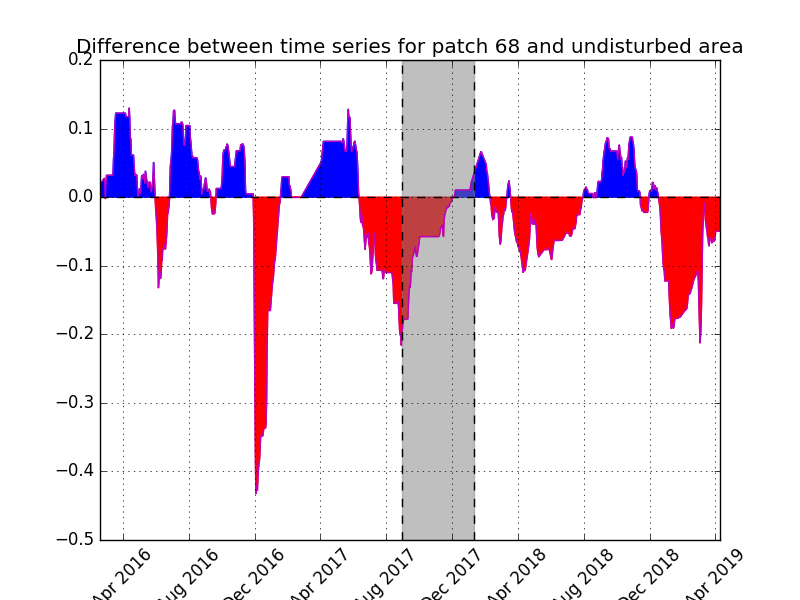 Difference between time series for patch 68 and undisturbed area
0.2
0.1
0.0
−0.1
−0.2
−0.3
−0.4
−0.5
Apr 2016
Aug 2016
Dec 2016
Apr 2017
Aug 2017
Dec 2017
Apr 2018
Aug 2018
Dec 2018
Apr 2019